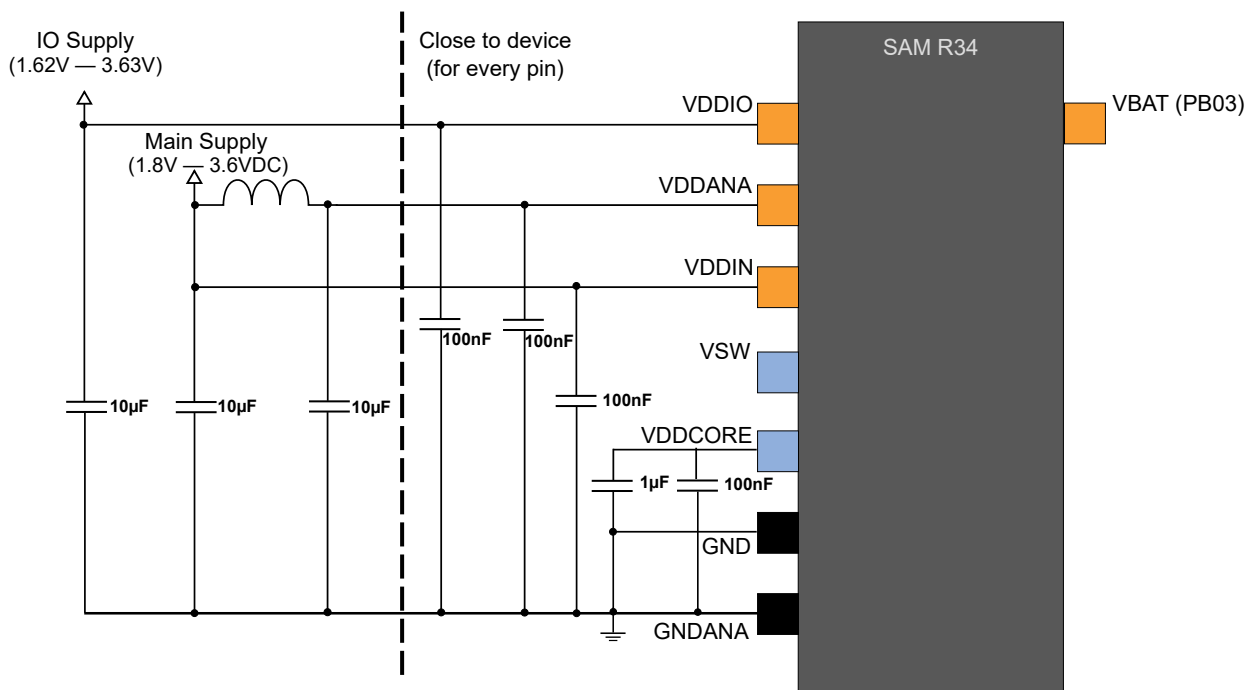 IO Supply
(1.62V — 3.63V)
Close to device
(for every pin)
SAM R34
VDDIO
VBAT (PB03)
Main Supply
(1.8V — 3.6VDC)
VDDANA
VDDIN
100nF
100nF
VSW
10µF
10µF
10µF
100nF
VDDCORE
1µF
100nF
GND
GNDANA